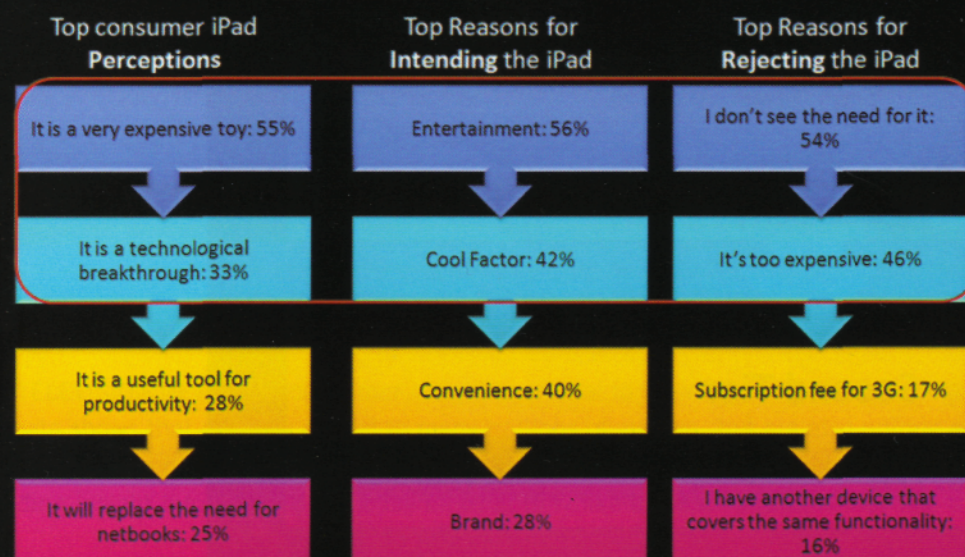 Top consumer iPad
Perceptions
It is a very expensive toy: 55%
It is a technological
breakthrough: 33%
It is a useful tool for
productivity: 28%
It will replace the need for
netbooks: 25%
Top Reasons for
Intending the iPad
Entertainment: 56%
Cool Factor: 42%
Convenience: 40%
Brand: 28%
Top Reasons for
Rejecting the iPad
I don't see the need for it:
54%
It's too expensive: 46%
Subscription fee for 3G: 17%
I have another device that
covers the same functionality:
16%